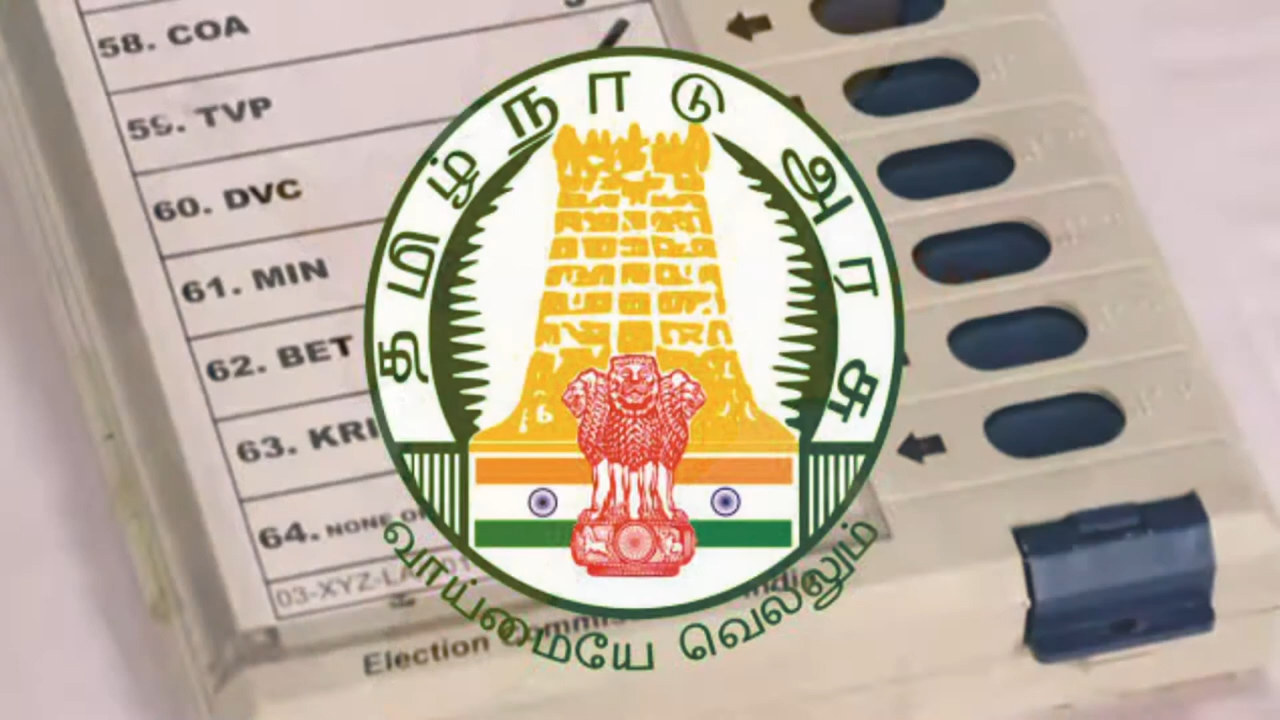 58. COA
59. TVP
60. DVC
61. MIN
62. BET
63. KRI
64. NONE
03-XYZ-LA
Election
தமிழ்நாடு அரசு
வாய்மையே வெல்லும்